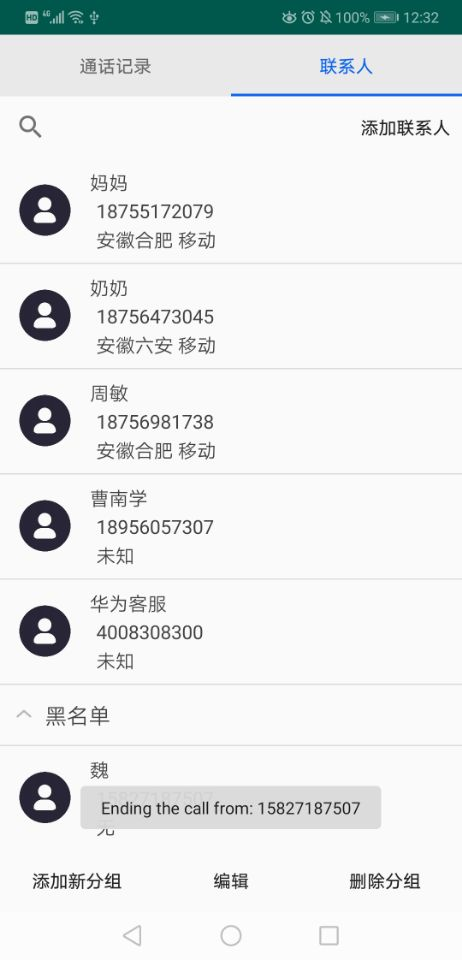 HD 4G 100% 12:32
通话记录 联系人
添加联系人
妈妈
18755172079
安徽合肥 移动
奶奶
18756473045
安徽六安 移动
周敏
18756981738
安徽合肥 移动
曹南学
18956057307
未知
华为客服
4008308300
未知
黑名单
魏
15827187507
Ending the call from: 15827187507
无
添加新分组 编辑 删除分组